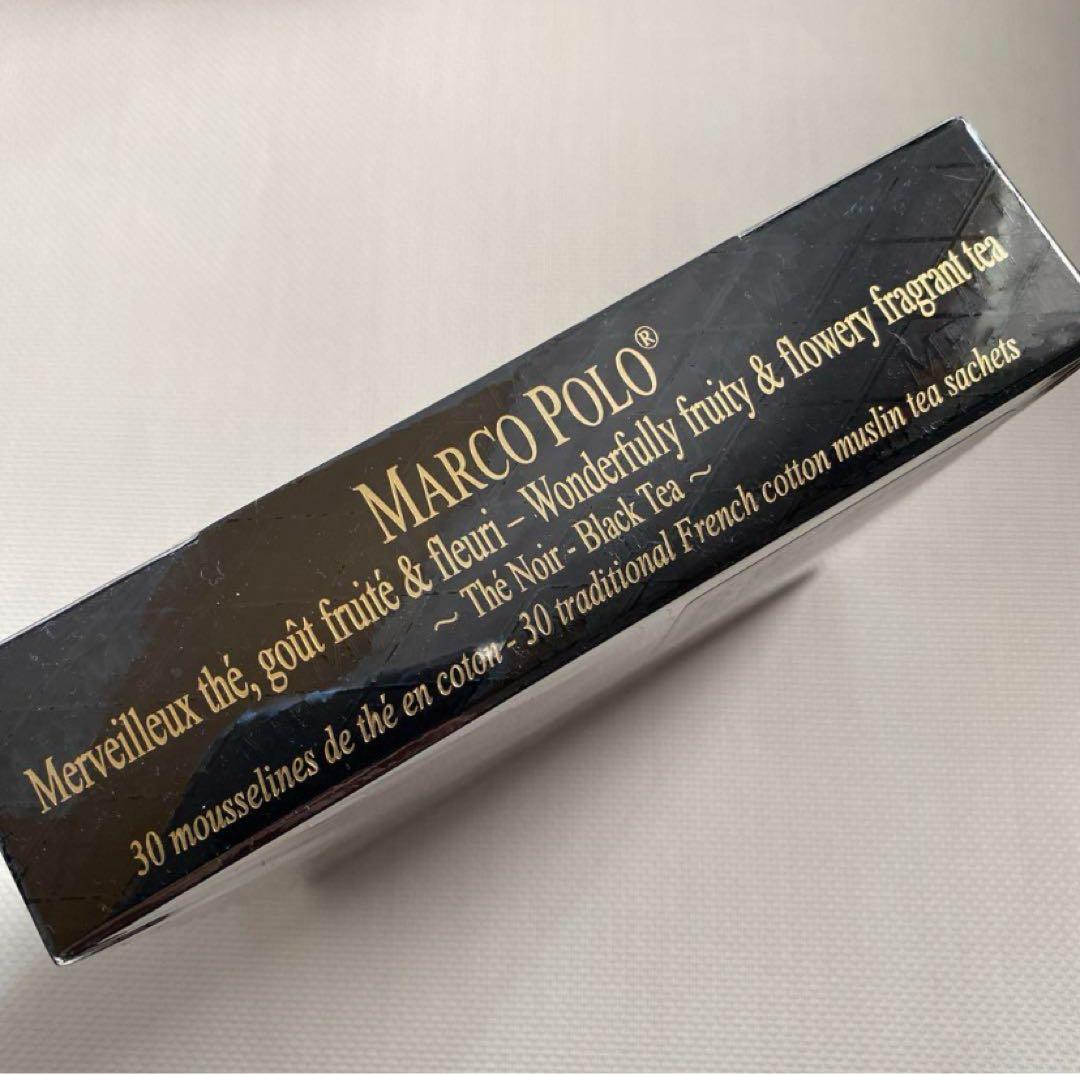 MARCO POLO®
Merveilleux thé, goût fruité & fleuri – Wonderfully fruity & flowery fragrant tea
~ Thé Noir - Black Tea ~
30 mousselines de thé en coton - 30 traditional French cotton muslin tea sachets